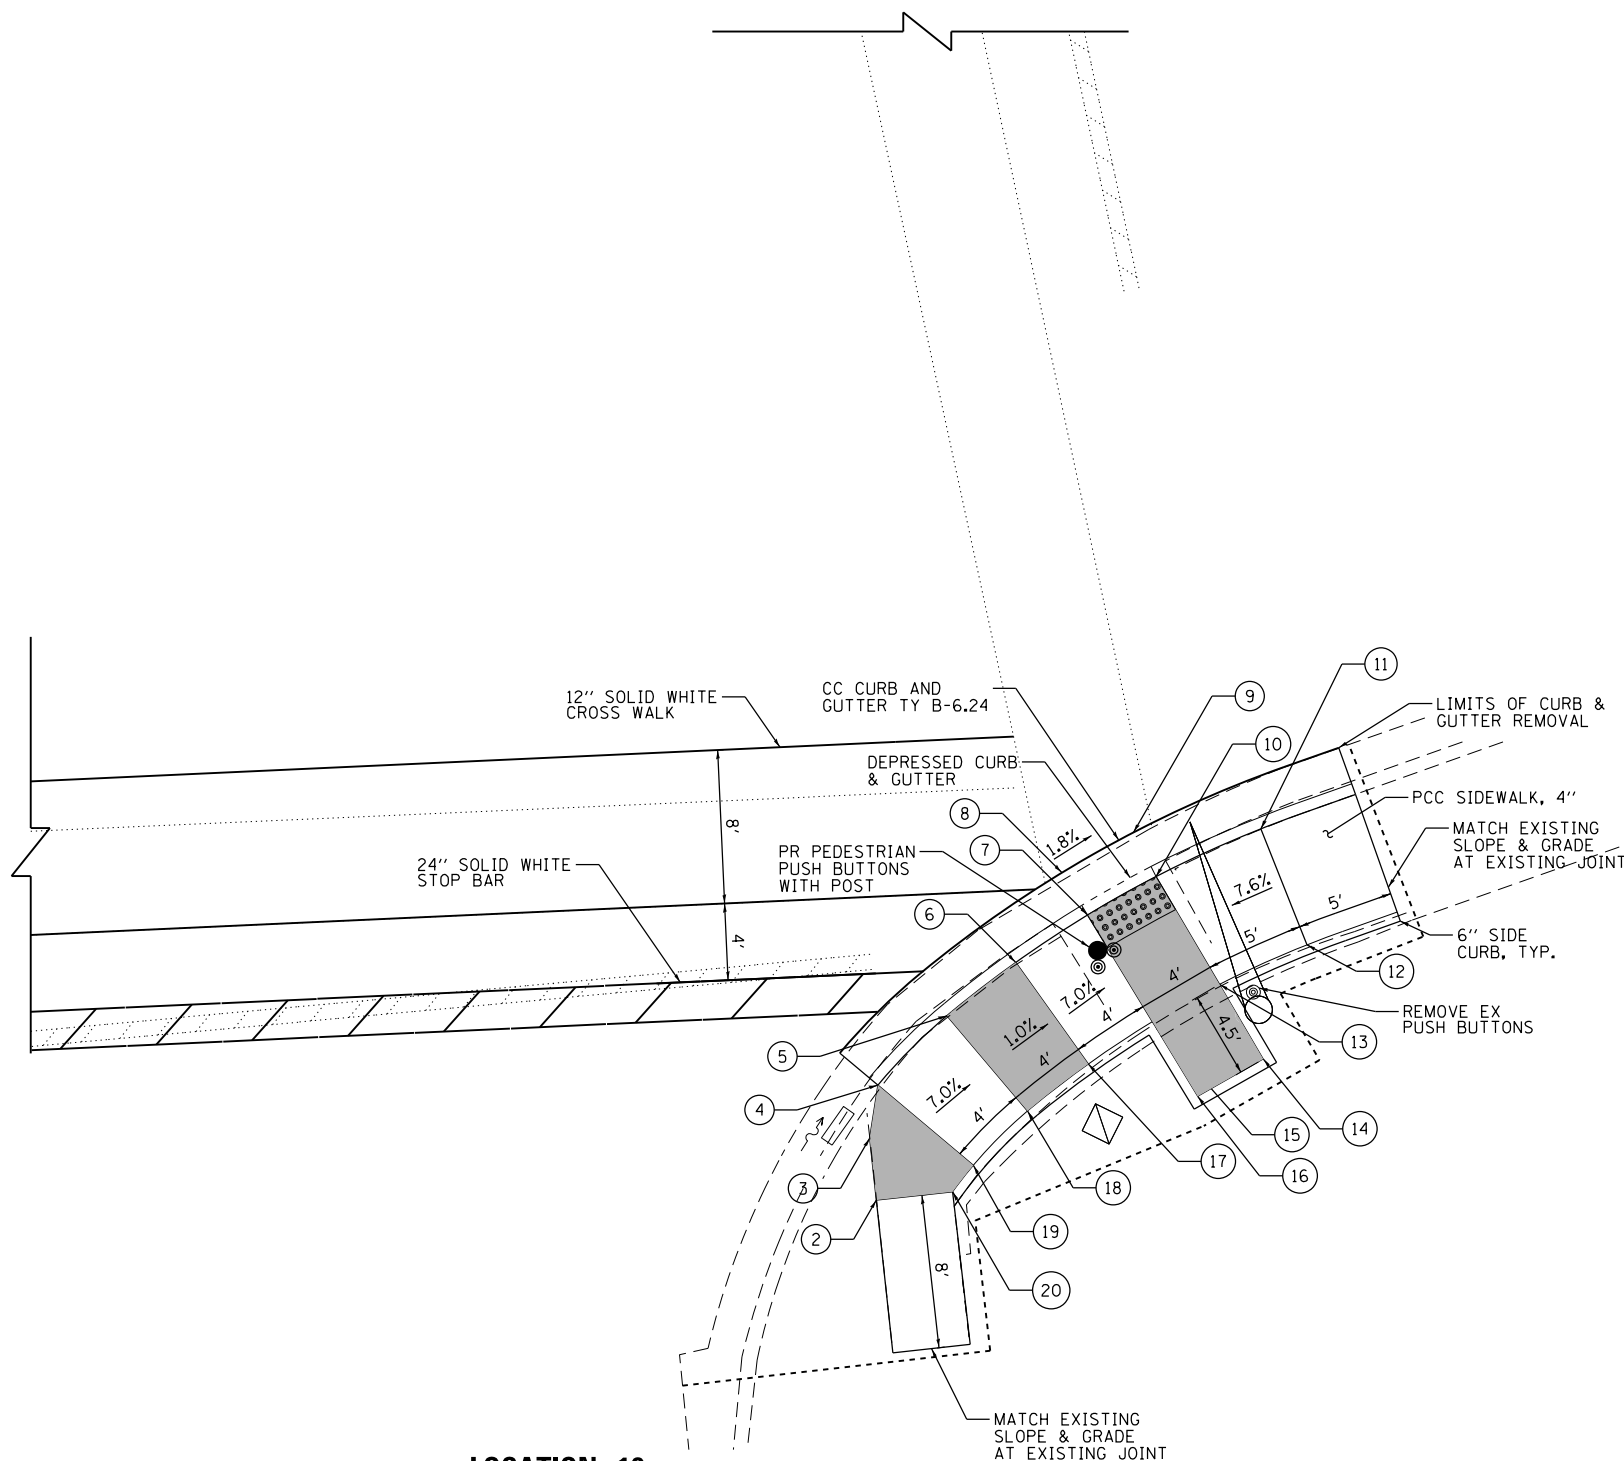 11
12'' SOLID WHITE
CROSS WALK
CC CURB AND
GUTTER TY B-6.24
9
LIMITS OF CURB &
GUTTER REMOVAL
10
DEPRESSED CURB
& GUTTER
PCC SIDEWALK, 4''
8
8'
1.8%
MATCH EXISTING
SLOPE & GRADE
AT EXISTING JOINT
PR PEDESTRIAN
PUSH BUTTONS
WITH POST
7
24'' SOLID WHITE
STOP BAR
7.6%
6
5'
5'
6'' SIDE
CURB, TYP.
4'
4'
12
7.0%
4'
REMOVE EX
PUSH BUTTONS
1.0%
4.5'
13
5
4'
7.0%
4'
4
14
15
16
17
18
3
19
2
8'
20
MATCH EXISTING
SLOPE & GRADE
AT EXISTING JOINT